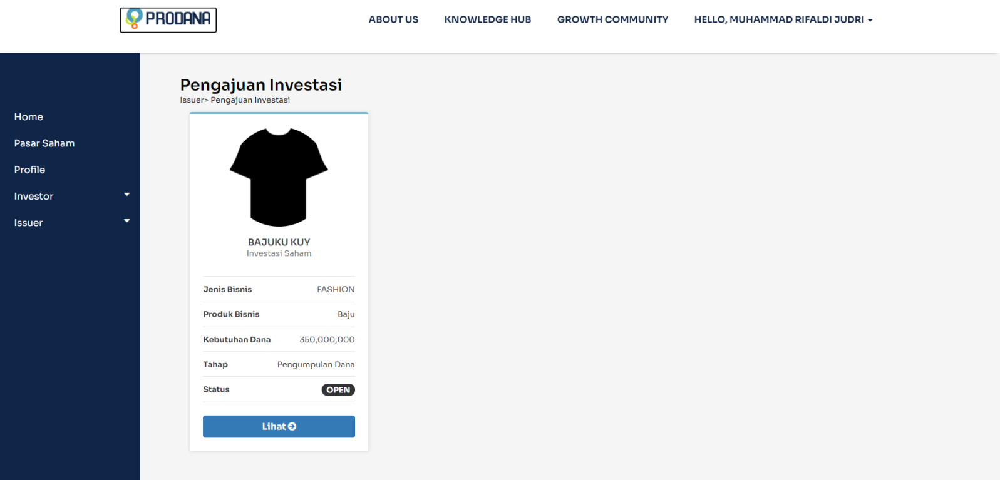 PRODANA
ABOUT US
KNOWLEDGE HUB
GROWTH COMMUNITY
HELLO, MUHAMMAD RIFALDI JUDRI
Home
Pasar Saham
Profile
Investor
Issuer
Pengajuan Investasi
Issuer> Pengajuan Investasi
BAJUKU KUY
Investasi Saham
Jenis Bisnis FASHION
Produk Bisnis Baju
Kebutuhan Dana 350,000,000
Tahap Pengumpulan Dana
Status OPEN
Lihat